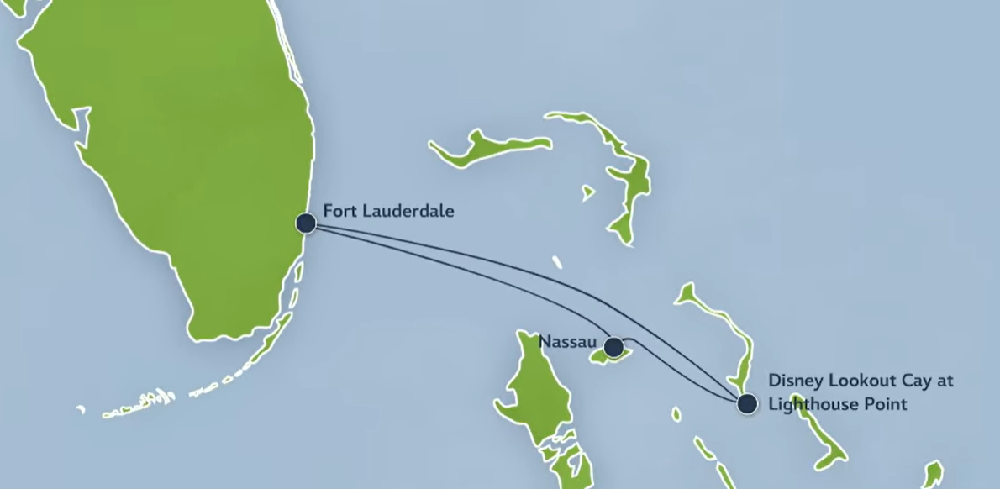 Fort Lauderdale
Nassau
Disney Lookout Cay at
Lighthouse Point